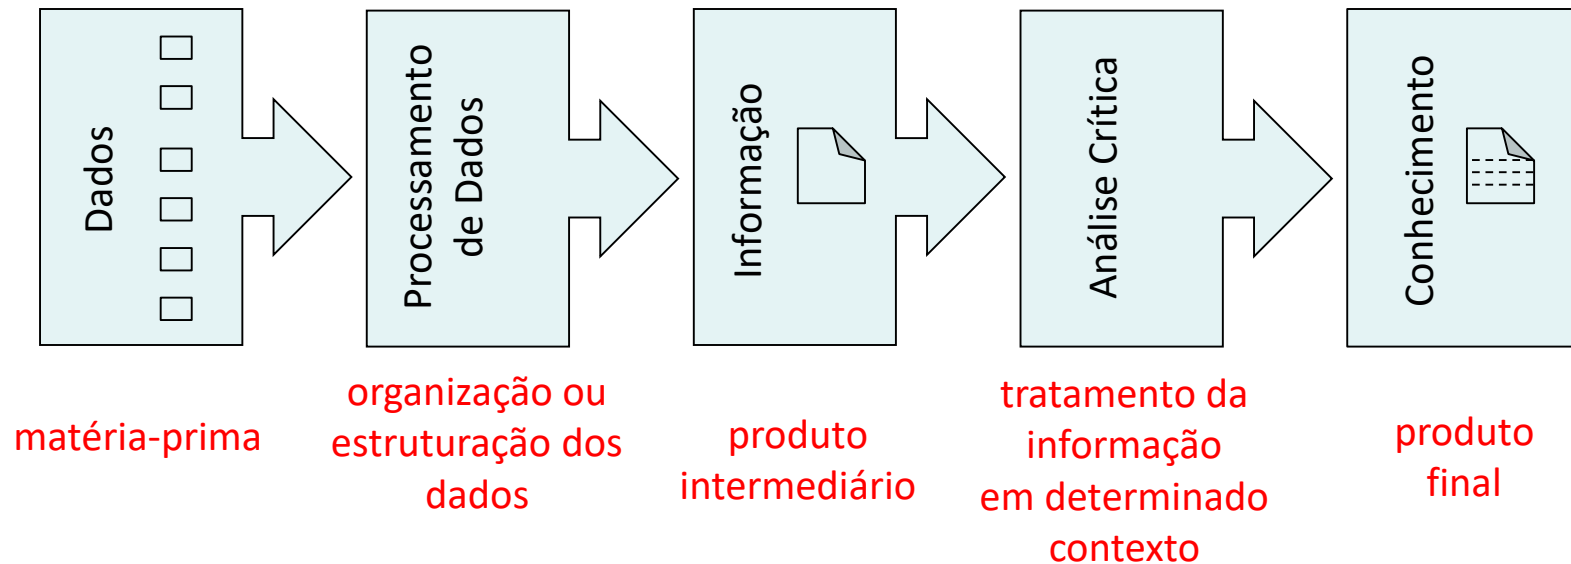 Dados
Processamento
de Dados
Informação
Análise Crítica
Conhecimento
matéria-prima
organização ou
estruturação dos
dados
produto
intermediário
tratamento da
informação
em determinado
contexto
produto
final